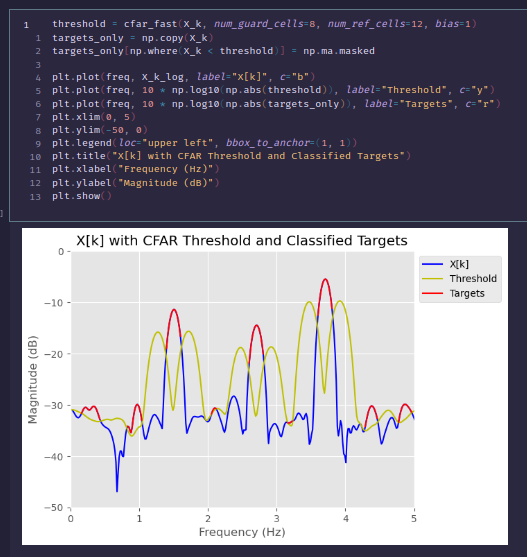 1 threshold = cfar_fast(X_k, num_guard_cells=8, num_ref_cells=12, bias=1)
1 targets_only = np.copy(X_k)
2 targets_only[np.where(X_k < threshold)] = np.ma.masked
3
4 plt.plot(freq, X_k_log, label="X[k]", c="b")
5 plt.plot(freq, 10 * np.log10(np.abs(threshold)), label="Threshold", c="y")
6 plt.plot(freq, 10 * np.log10(np.abs(targets_only)), label="Targets", c="r")
7 plt.xlim(0, 5)
8 plt.ylim(-50, 0)
9 plt.legend(loc="upper left", bbox_to_anchor=(1, 1))
10 plt.title("X[k] with CFAR Threshold and Classified Targets")
11 plt.xlabel("Frequency (Hz)")
12 plt.ylabel("Magnitude (dB)")
13 plt.show()
]
X[k] with CFAR Threshold and Classified Targets
0
−10
−20
−30
−40
−50
Magnitude (dB)
0 1 2 3 4 5
Frequency (Hz)
X[k]
Threshold
Targets